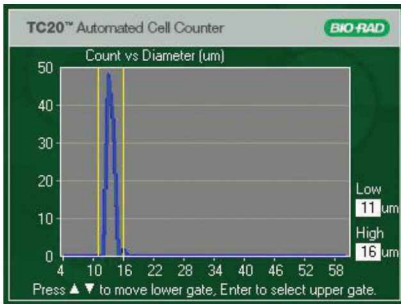 TC20™ Automated Cell Counter
BIO-RAD
Count vs Diameter (um)
50
40
30
20
10
0
4 10 16 22 28 34 40 46 52 58
Low
11 um
High
16 um
Press ▲ ▼ to move lower gate, Enter to select upper gate.